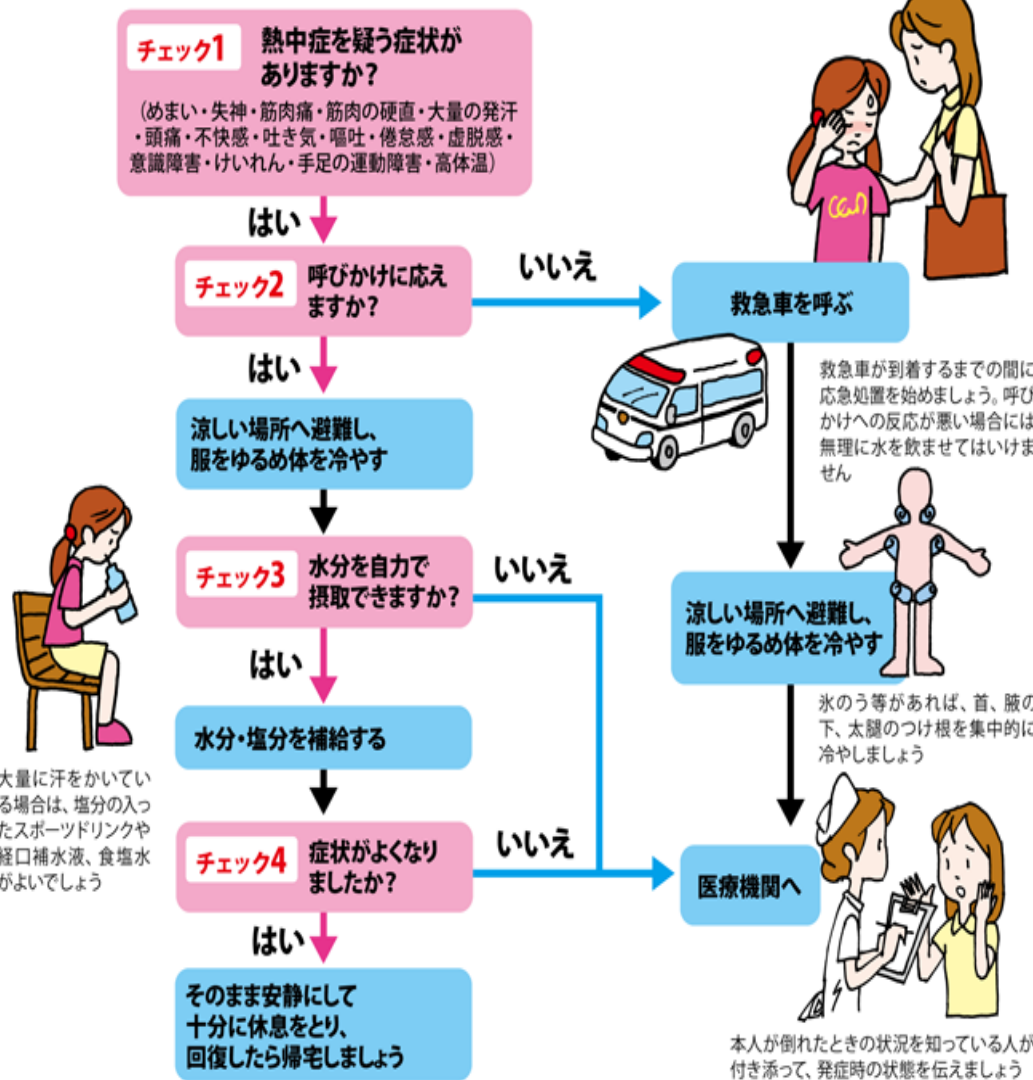 チェック1
熱中症を疑う症状が
ありますか？
（めまい・失神・筋肉痛・筋肉の硬直・大量の発汗
・頭痛・不快感・吐き気・嘔吐・倦怠感・虚脱感・
意識障害・けいれん・手足の運動障害・高体温）
はい
チェック2
呼びかけに応え
ますか？
いいえ
救急車を呼ぶ
救急車が到着するまでの間に
応急処置を始めましょう。呼び
かけへの反応が悪い場合には
無理に水を飲ませてはいけま
せん
はい
涼しい場所へ避難し、
服をゆるめ体を冷やす
チェック3
水分を自力で
摂取できますか？
いいえ
涼しい場所へ避難し、
服をゆるめ体を冷やす
氷のう等があれば、首、腋の
下、太腿のつけ根を集中的に
冷やしましょう
はい
水分・塩分を補給する
大量に汗をかいてい
る場合は、塩分の入っ
たスポーツドリンクや
経口補水液、食塩水
がよいでしょう
チェック4
症状がよくなり
ましたか？
いいえ
医療機関へ
はい
そのまま安静にして
十分に休息をとり、
回復したら帰宅しましょう
本人が倒れたときの状況を知っている人が
付き添って、発症時の状態を伝えましょう